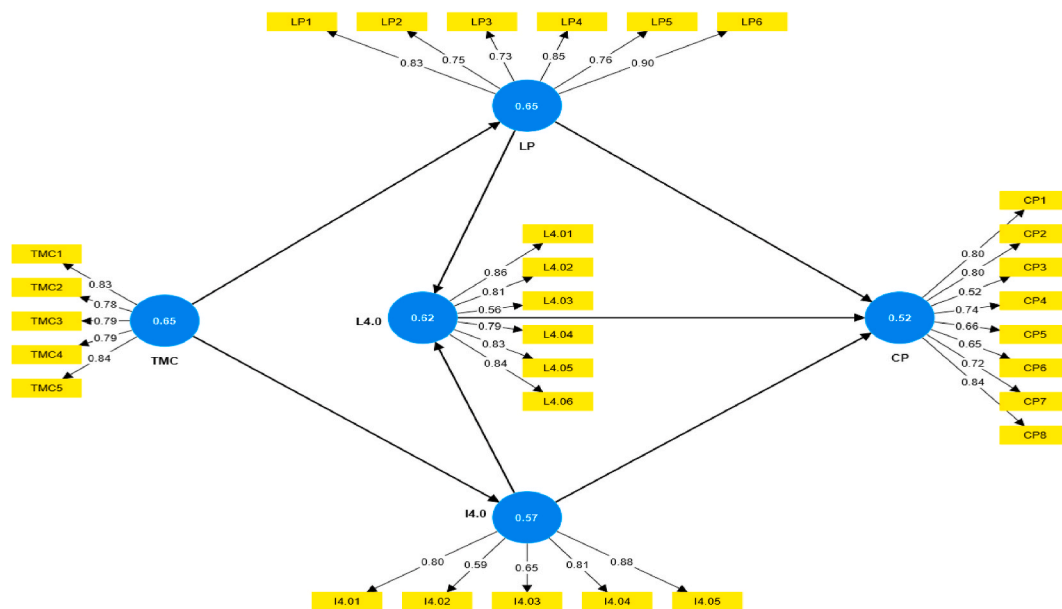 LP1 LP2 LP3 LP4 LP5 LP6
0.83 0.75 0.73 0.85 0.76 0.90
0.65
LP
TMC1
TMC2
TMC3
TMC4
TMC5
0.83
0.78
0.79
0.79
0.84
0.65
TMC
L4.0
0.62
L4.01
L4.02
L4.03
L4.04
L4.05
L4.06
0.86
0.81
0.56
0.79
0.83
0.84
0.52
CP
0.80
0.80
0.52
0.74
0.66
0.65
0.72
0.84
CP1
CP2
CP3
CP4
CP5
CP6
CP7
CP8
I4.0
0.57
0.80 0.59 0.65 0.81 0.88
I4.01 I4.02 I4.03 I4.04 I4.05